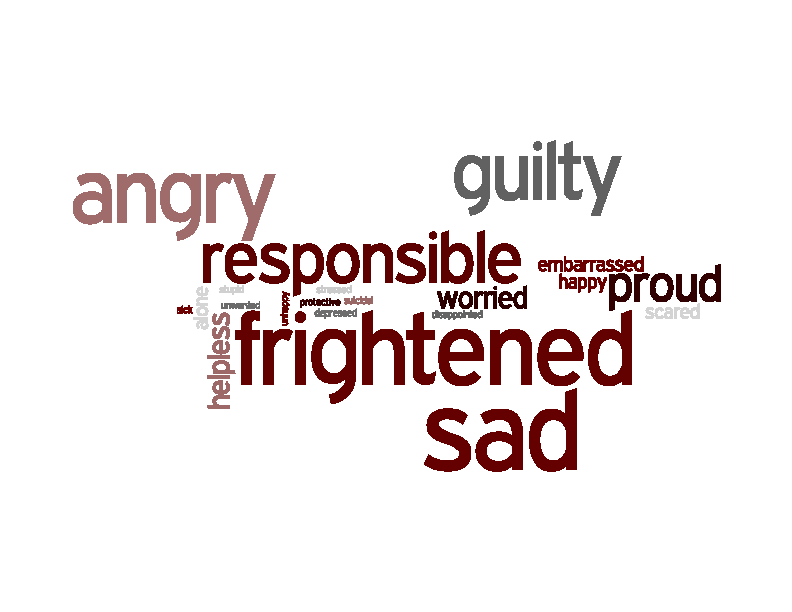 angry
guilty
responsible
embarrassed
happy
proud
scared
worried
disappointed
sick
alone
stupid
unwanted
unhappy
stressed
protective
suicidal
depressed
helpless
frightened
sad